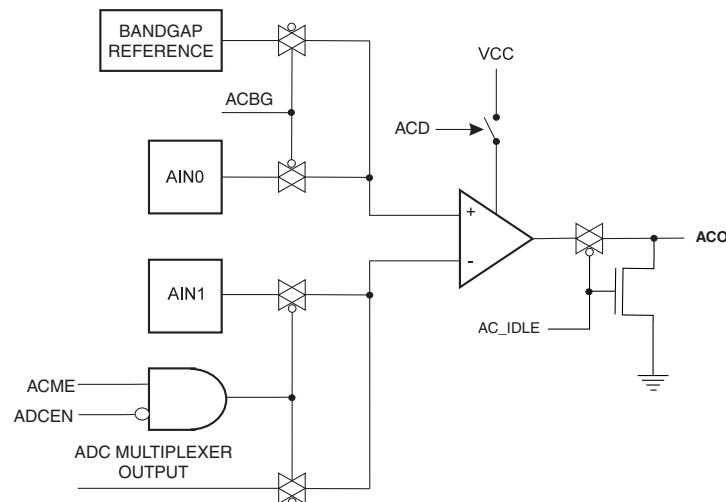 BANDGAP
REFERENCE
VCC
ACBG
ACD
AIN0
+
ACO
-
AIN1
AC_IDLE
ACME
ADCEN
ADC MULTIPLEXER
OUTPUT